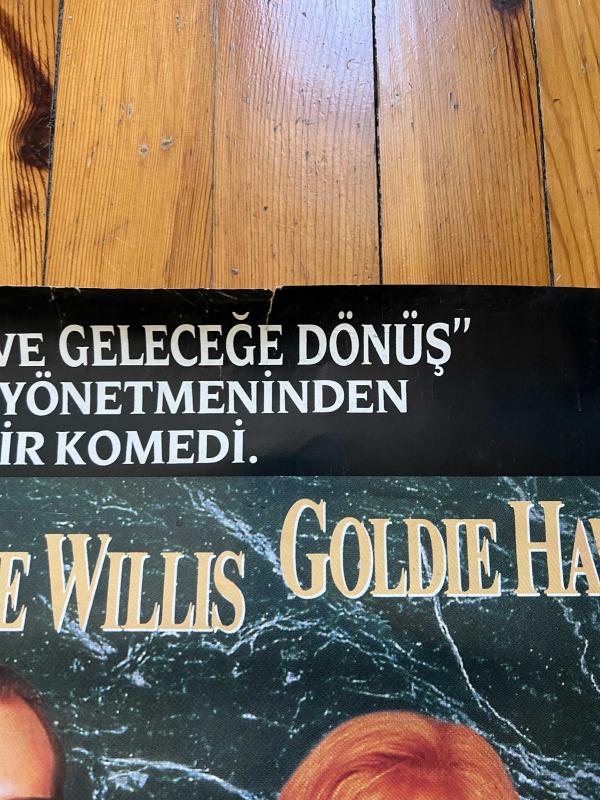 VE GELECEĞE DÖNÜŞ"
YÖNETMENİNDEN
İR KOMEDİ.
E WILLIS GOLDIE HA